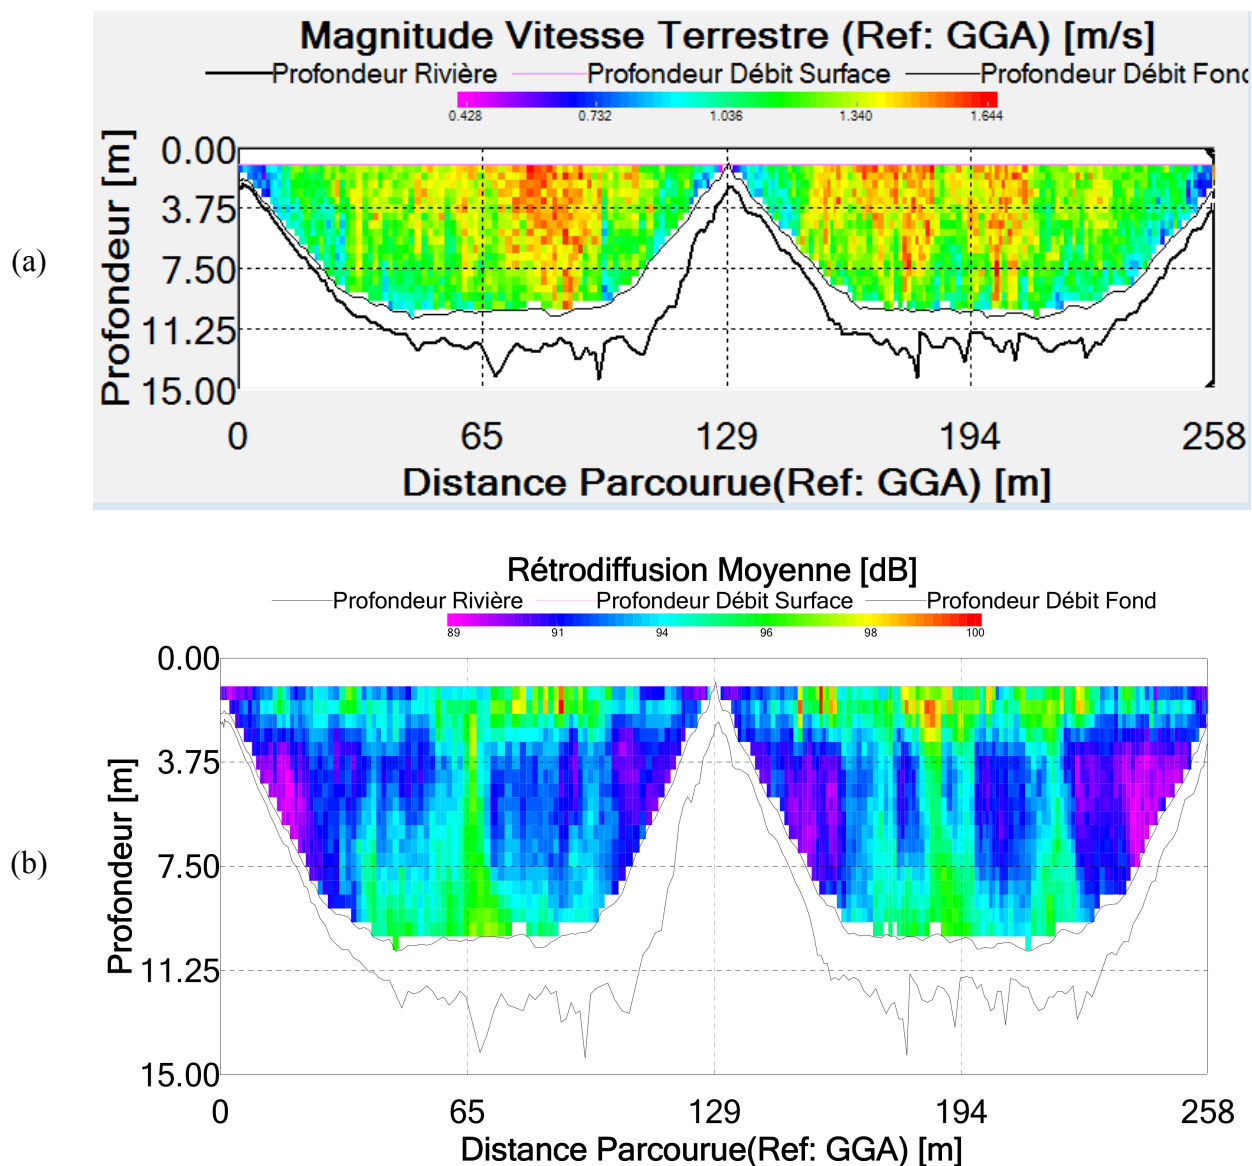 Magnitude Vitesse Terrestre (Ref: GGA) [m/s]
Profondeur Rivière Profondeur Débit Surface Profondeur Débit Fond
0.428 0.732 1.036 1.340 1.644
(a)
Profondeur [m]
0.00
3.75
7.50
11.25
15.00
0 65 129 194 258
Distance Parcourue(Ref: GGA) [m]
Rétrodiffusion Moyenne [dB]
Profondeur Rivière Profondeur Débit Surface Profondeur Débit Fond
89 91 94 96 98 100
(b)
Profondeur [m]
0.00
3.75
7.50
11.25
15.00
0 65 129 194 258
Distance Parcourue(Ref: GGA) [m]